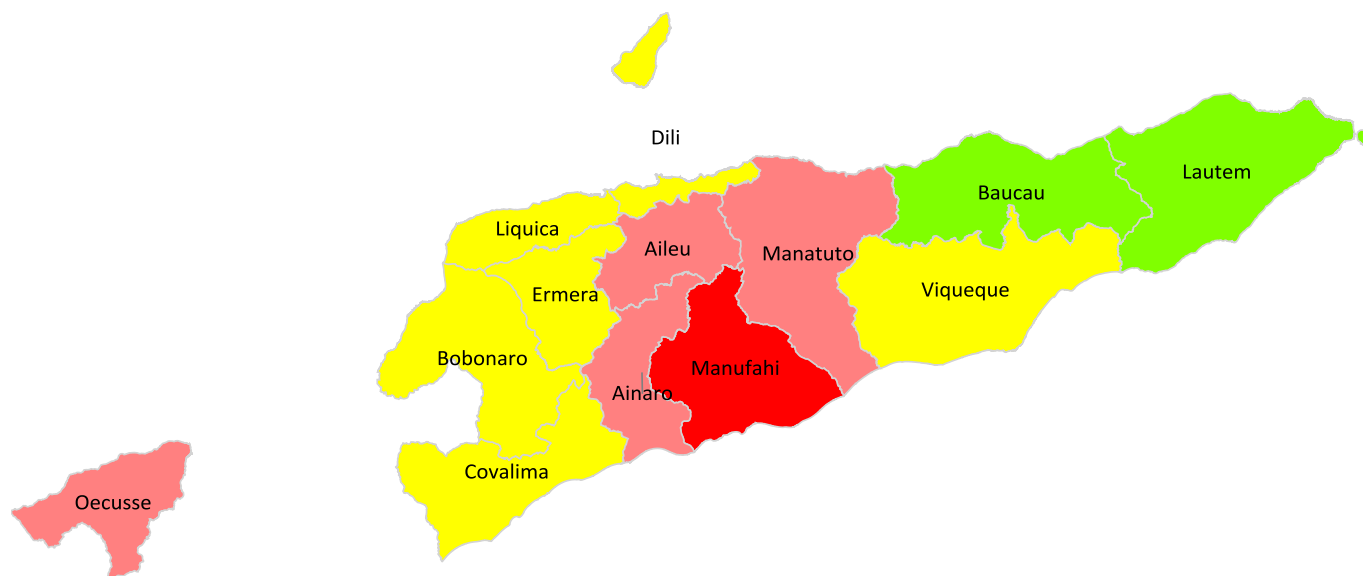 Dili
Lautem
Baucau
Liquica
Aileu
Manatuto
Viqueque
Ermera
Bobonaro
Manufahi
Ainaro
Covalima
Oecusse